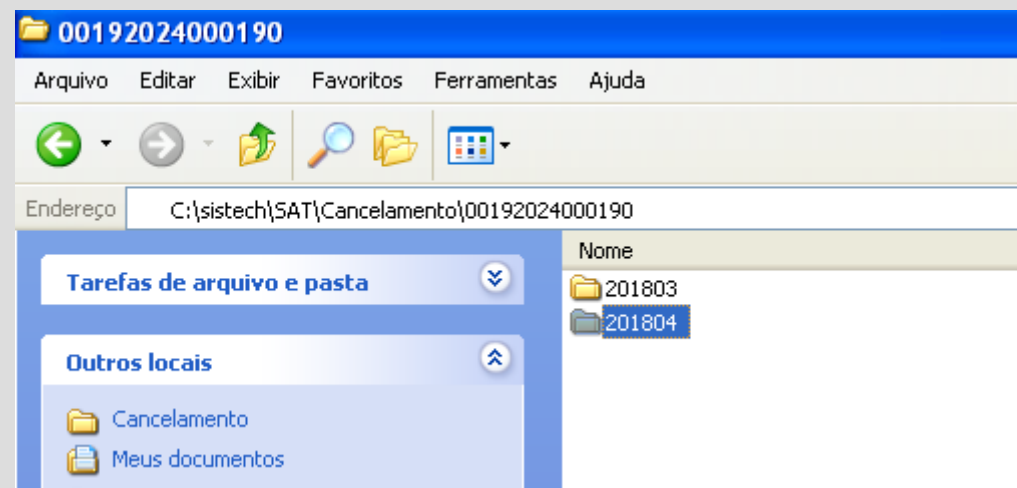 00192024000190
Arquivo Editar Exibir Favoritos Ferramentas Ajuda
Endereço C:\sistech\SAT\Cancelamento\00192024000190
Nome
Tarefas de arquivo e pasta
201803
201804
Outros locais
Cancelamento
Meus documentos